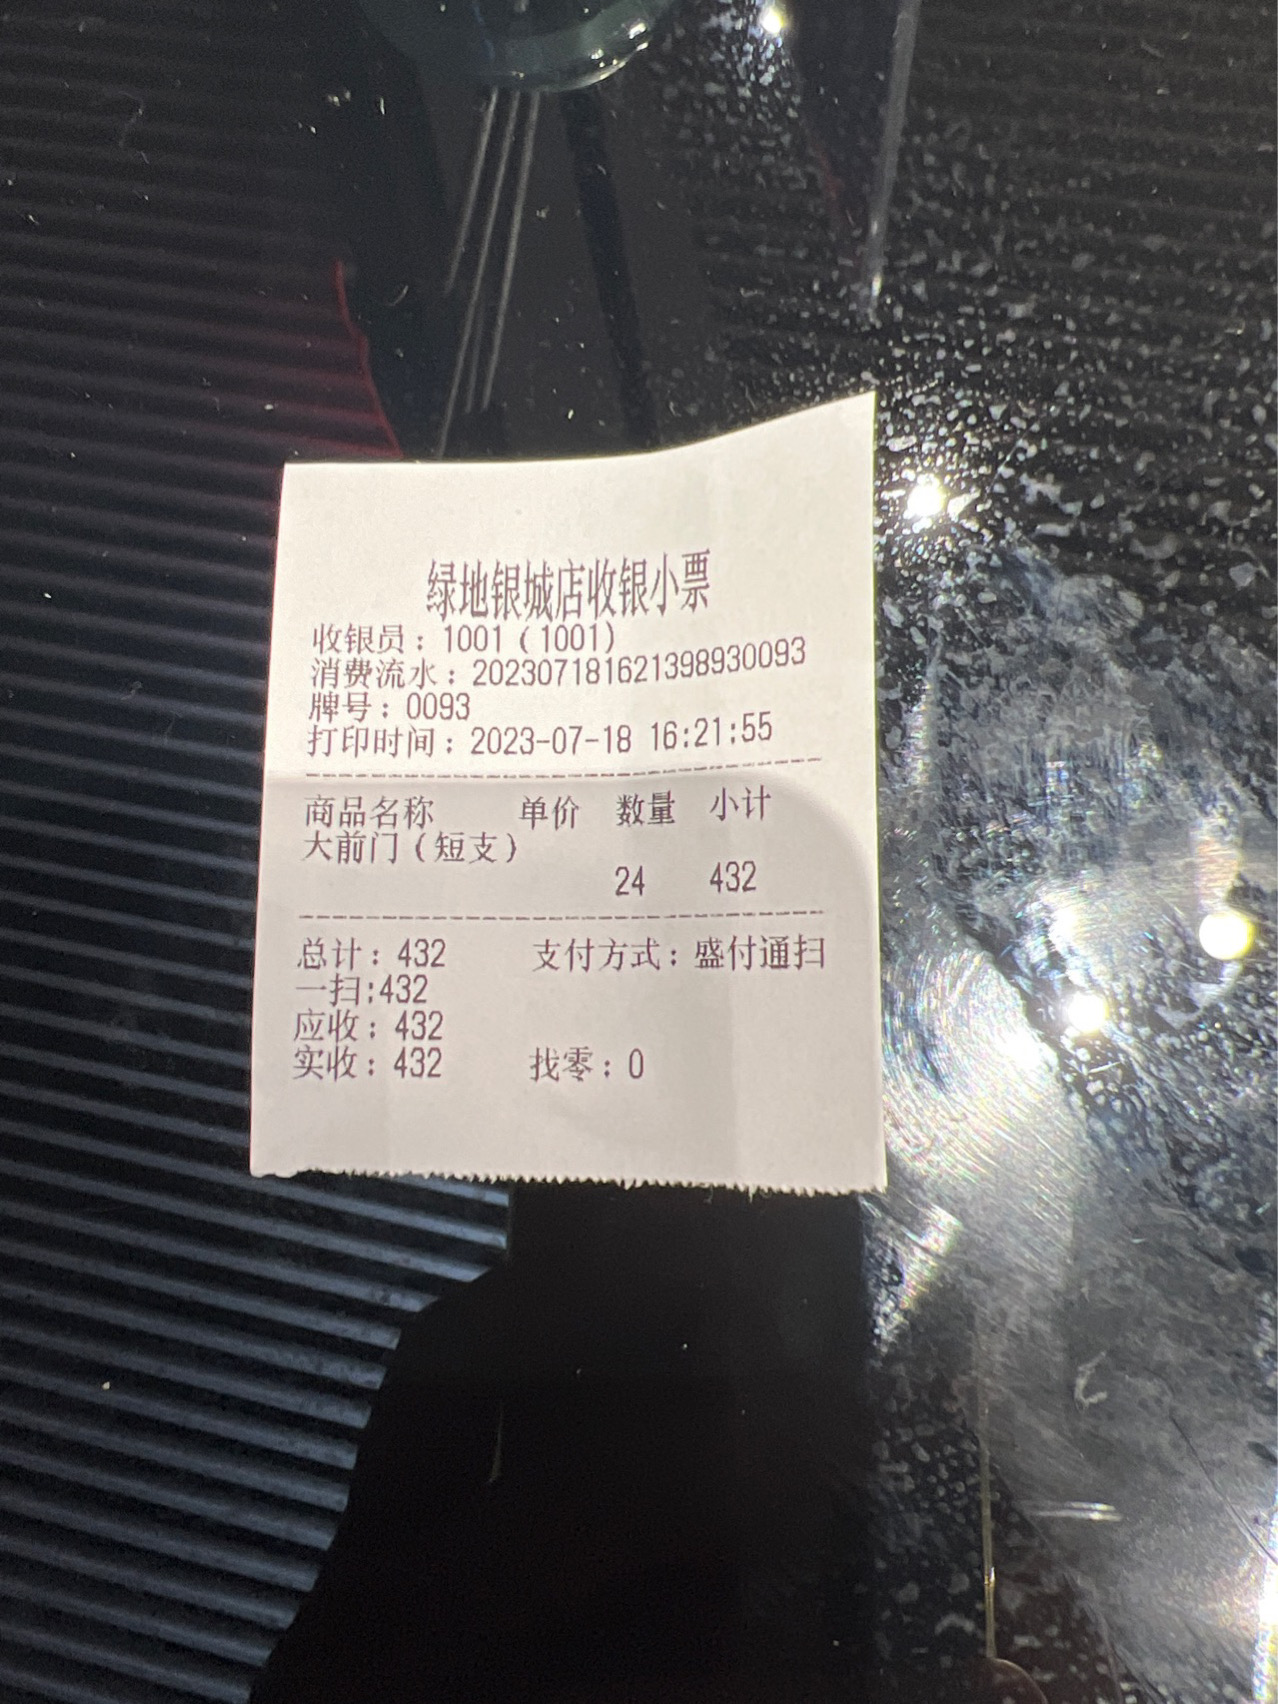 绿地银城店收银小票
收银员：1001（1001）
消费流水：202307181621398930093
牌号：0093
打印时间：2023-07-18 16:21:55
商品名称 单价 数量 小计
大前门（短支）
24 432
总计：432 支付方式：盛付通扫
一扫:432
应收：432
实收：432 找零：0